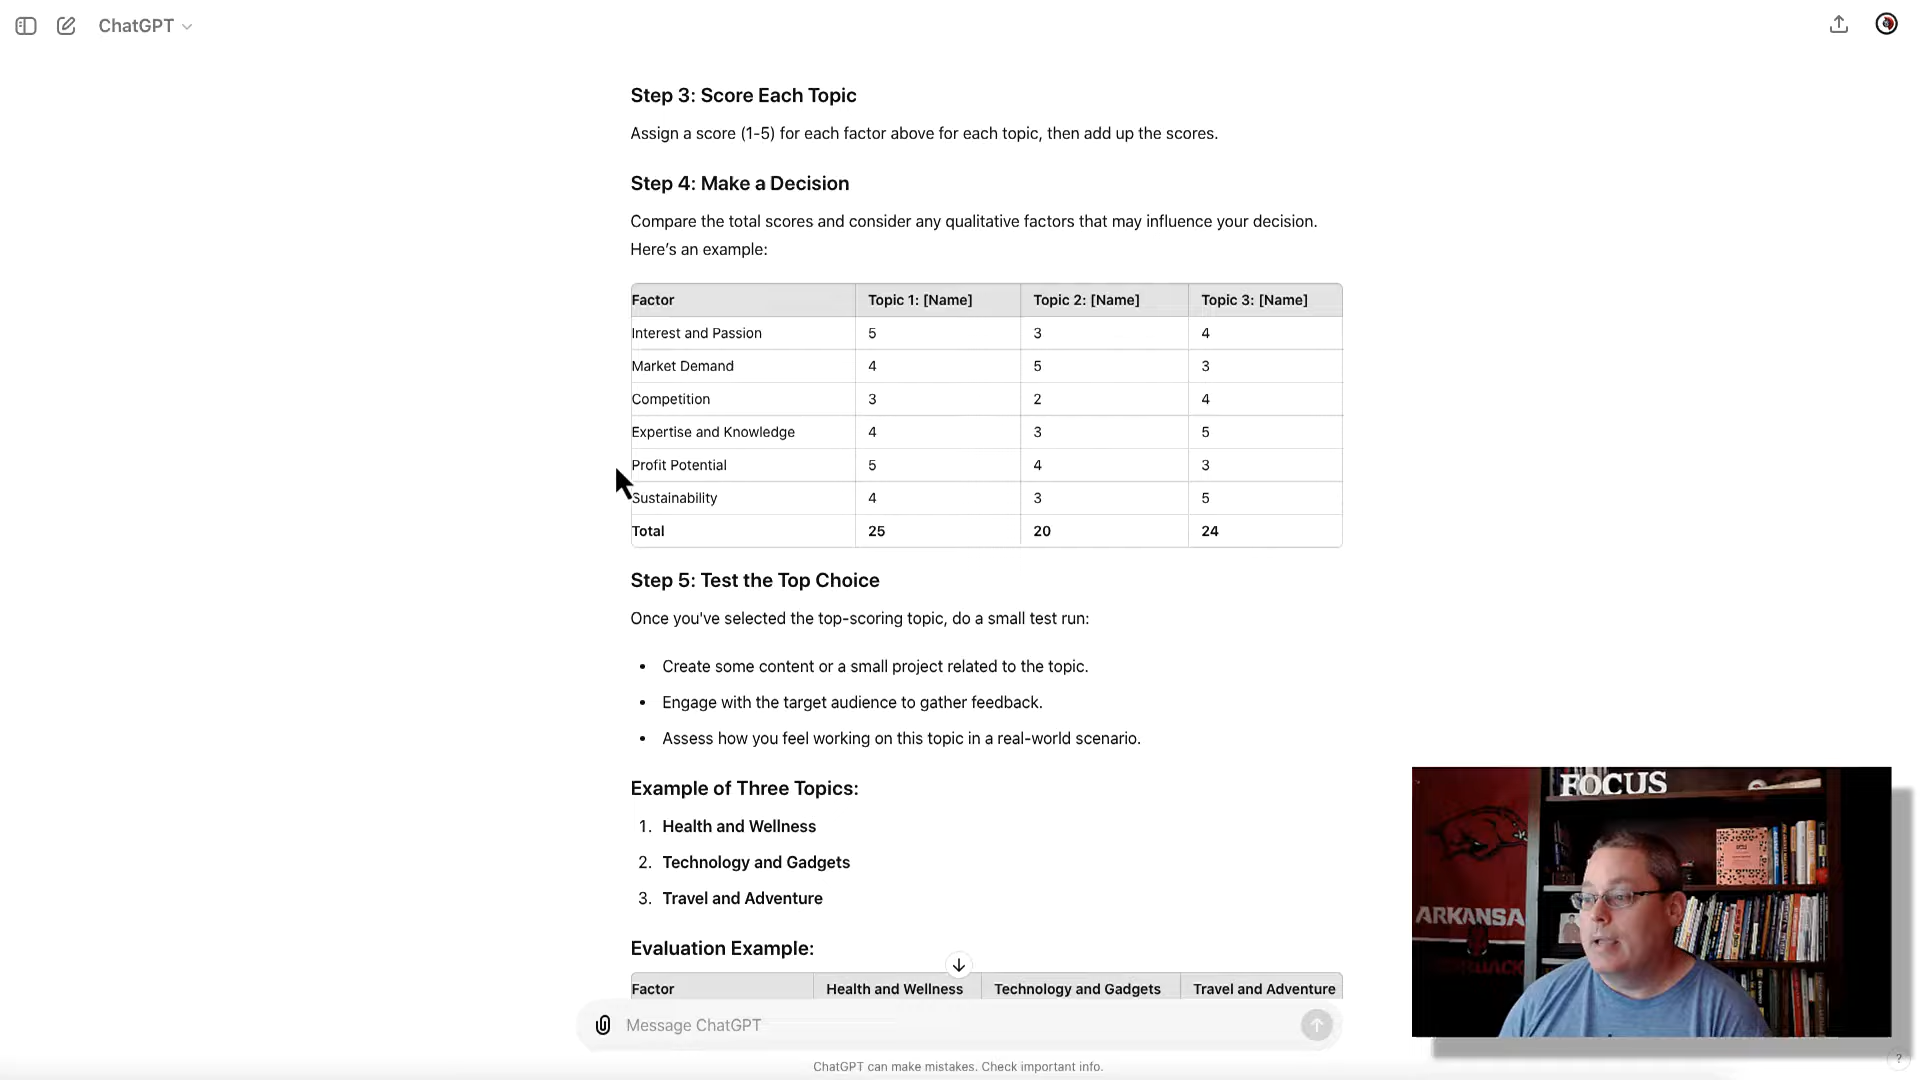 ChatGPT
Step 3: Score Each Topic
Assign a score (1-5) for each factor above for each topic, then add up the scores.
Step 4: Make a Decision
Compare the total scores and consider any qualitative factors that may influence your decision.
Here's an example:
Factor Topic 1: [Name] Topic 2: [Name] Topic 3: [Name]
Interest and Passion 5 3 4
Market Demand 4 5 3
Competition 3 2 4
Expertise and Knowledge 4 3 5
Profit Potential 5 4 3
Sustainability 4 3 5
Total 25 20 24
Step 5: Test the Top Choice
Once you've selected the top-scoring topic, do a small test run:
• Create some content or a small project related to the topic.
• Engage with the target audience to gather feedback.
• Assess how you feel working on this topic in a real-world scenario.
Example of Three Topics:
1. Health and Wellness
2. Technology and Gadgets
3. Travel and Adventure
Evaluation Example:
Factor Health and Wellness Technology and Gadgets Travel and Adventure
Message ChatGPT
ChatGPT can make mistakes. Check important info.
?
FOCUS
ARKANSA